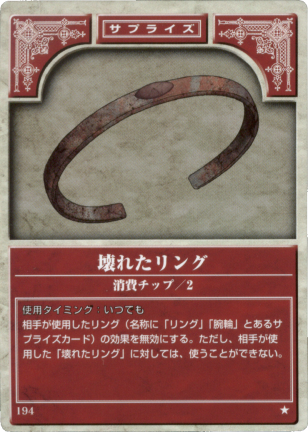 サプライズ
壊れたリング
消費チップ/2
使用タイミング:いつでも
相手が使用したリング(名称に「リング」「腕輪」とあるサ
プライズカード)の効果を無効にする。ただし、相手が使
用した「壊れたリング」に対しては、使うことができない。
194 ★